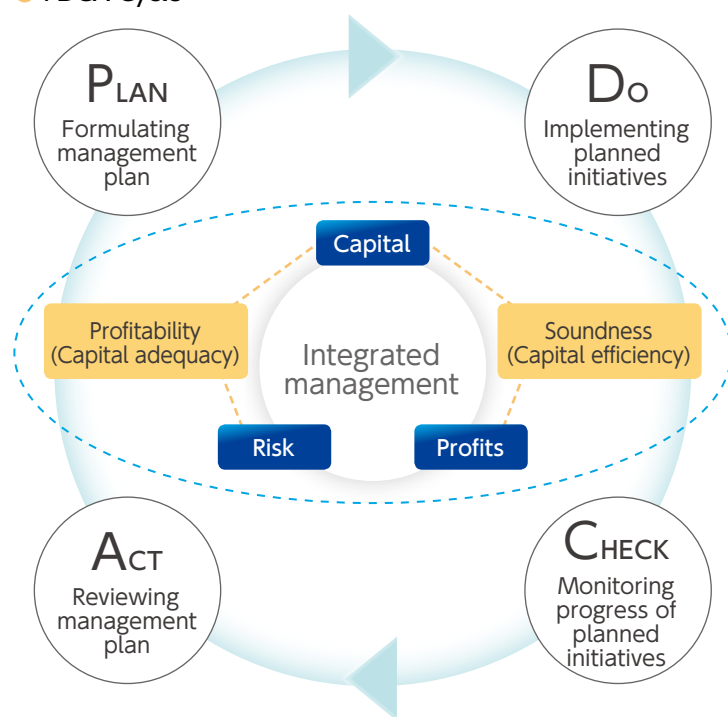 PLAN
Formulating
management
plan
DO
Implementing
planned
initiatives
Capital
Profitability
(Capital adequacy)
Soundness
(Capital efficiency)
Integrated
management
Risk
Profits
ACT
Reviewing
management
plan
CHECK
Monitoring
progress of
planned
initiatives